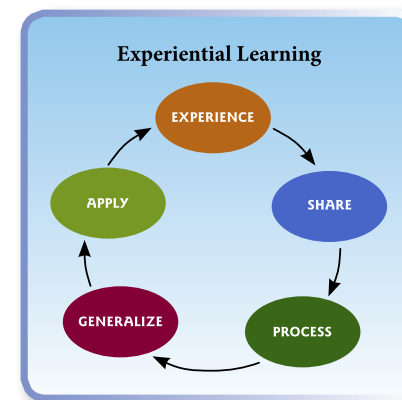 Experiential Learning
EXPERIENCE
SHARE
PROCESS
GENERALIZE
APPLY